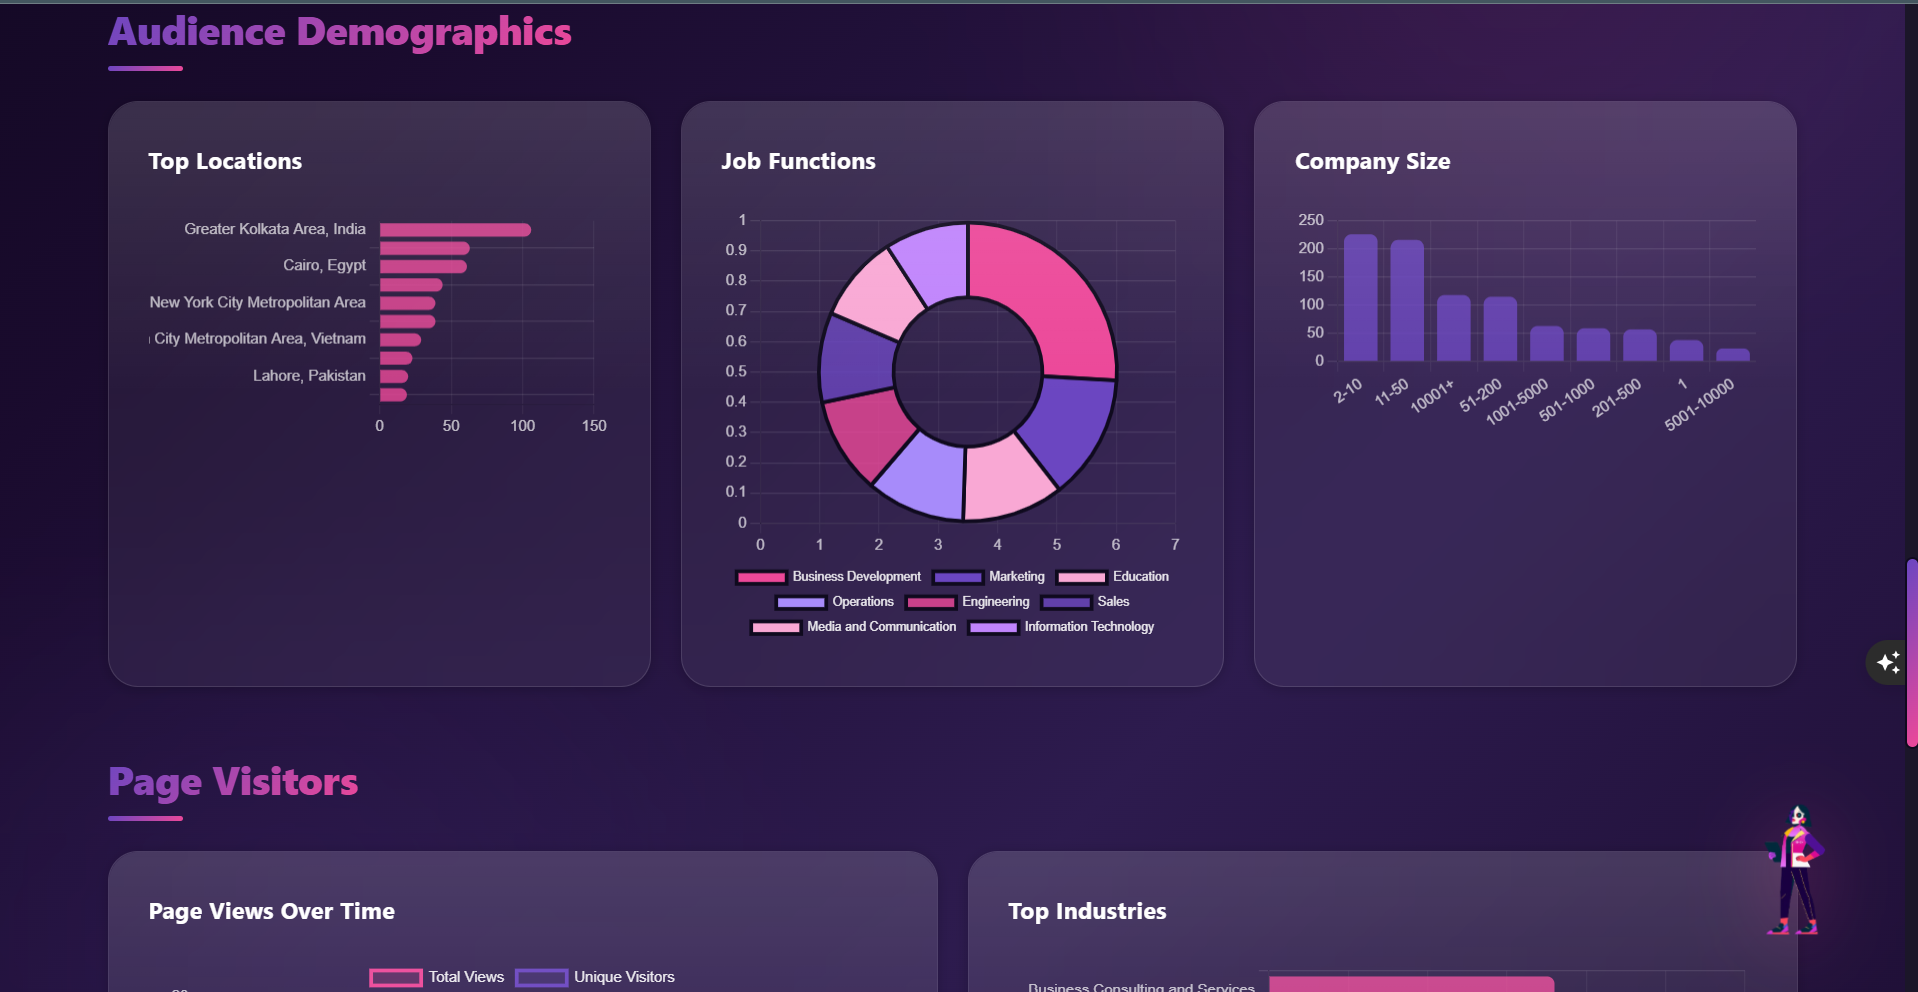 Audience Demographics
Top Locations
Greater Kolkata Area, India
Cairo, Egypt
New York City Metropolitan Area
City Metropolitan Area, Vietnam
Lahore, Pakistan
0 50 100 150
Job Functions
1
0.9
0.8
0.7
0.6
0.5
0.4
0.3
0.2
0.1
0
0 1 2 3 4 5 6 7
Business Development Marketing Education
Operations Engineering Sales
Media and Communication Information Technology
Company Size
250
200
150
100
50
0
2-10 11-50 10001+ 51-200 1001-5000 501-1000 201-500 1 5001-10000
Page Visitors
Page Views Over Time
Total Views Unique Visitors
Top Industries
Business Consulting and Services